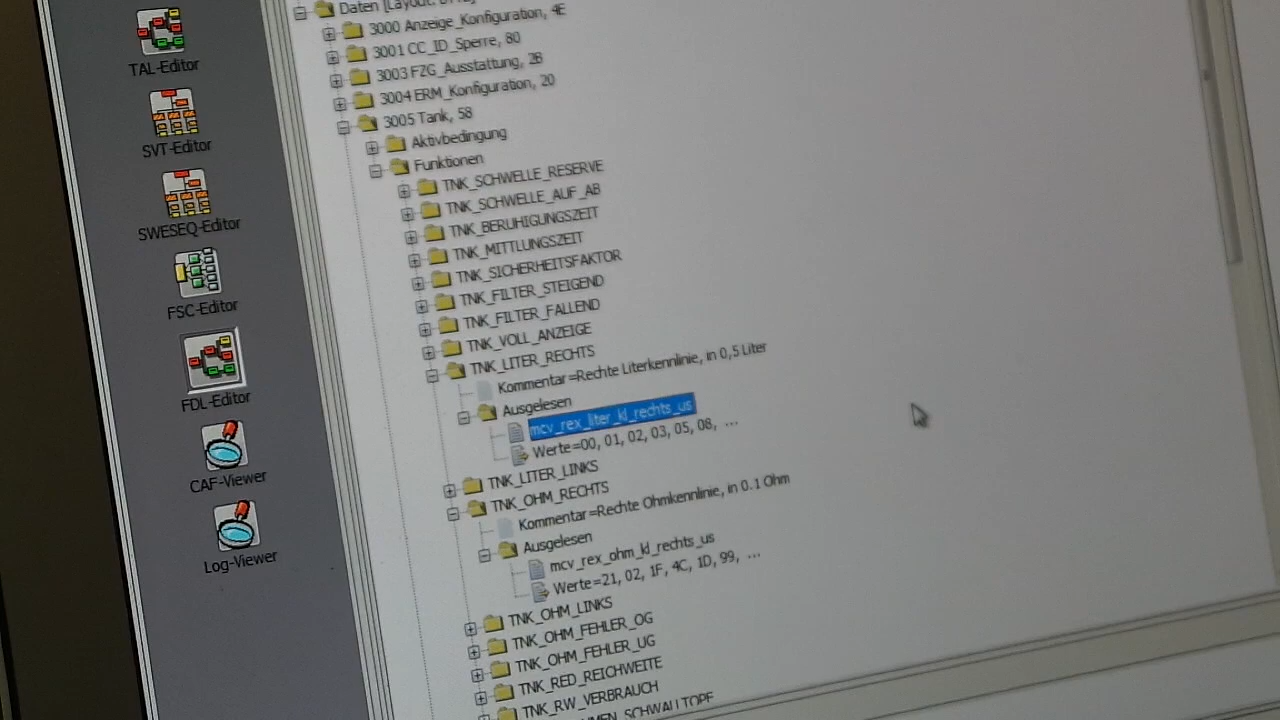 TAL-Editor
SVT-Editor
SWESEQ-Editor
FSC-Editor
FDL-Editor
CAF-Viewer
Log-Viewer
Daten [Layout:
3000 Anzeige_Konfiguration, 4E
3001 CC_ID_Sperre, 80
3003 FZG_Ausstattung, 2B
3004 ERM_Konfiguration, 20
3005 Tank, 58
Aktivbedingung
Funktionen
TNK_SCHWELLE_RESERVE
TNK_SCHWELLE_AUF_AB
TNK_BERUHIGUNGSZEIT
TNK_MITTLUNGSZEIT
TNK_SICHERHEITSFAKTOR
TNK_FILTER_STEIGEND
TNK_FILTER_FALLEND
TNK_VOLL_ANZEIGE
TNK_LITER_RECHTS
Kommentar=Rechte Literkennlinie, in 0,5 Liter
Ausgelesen
mcv_rex_liter_kl_rechts_us
Werte=00, 01, 02, 03, 05, 08, ...
TNK_LITER_LINKS
TNK_OHM_RECHTS
Kommentar=Rechte Ohmkennlinie, in 0.1 Ohm
Ausgelesen
mcv_rex_ohm_kl_rechts_us
Werte=21, 02, 1F, 4C, 1D, 99, ...
TNK_OHM_LINKS
TNK_OHM_FEHLER_OG
TNK_OHM_FEHLER_UG
TNK_RED_REICHWEITE
TNK_RW_VERBRAUCH